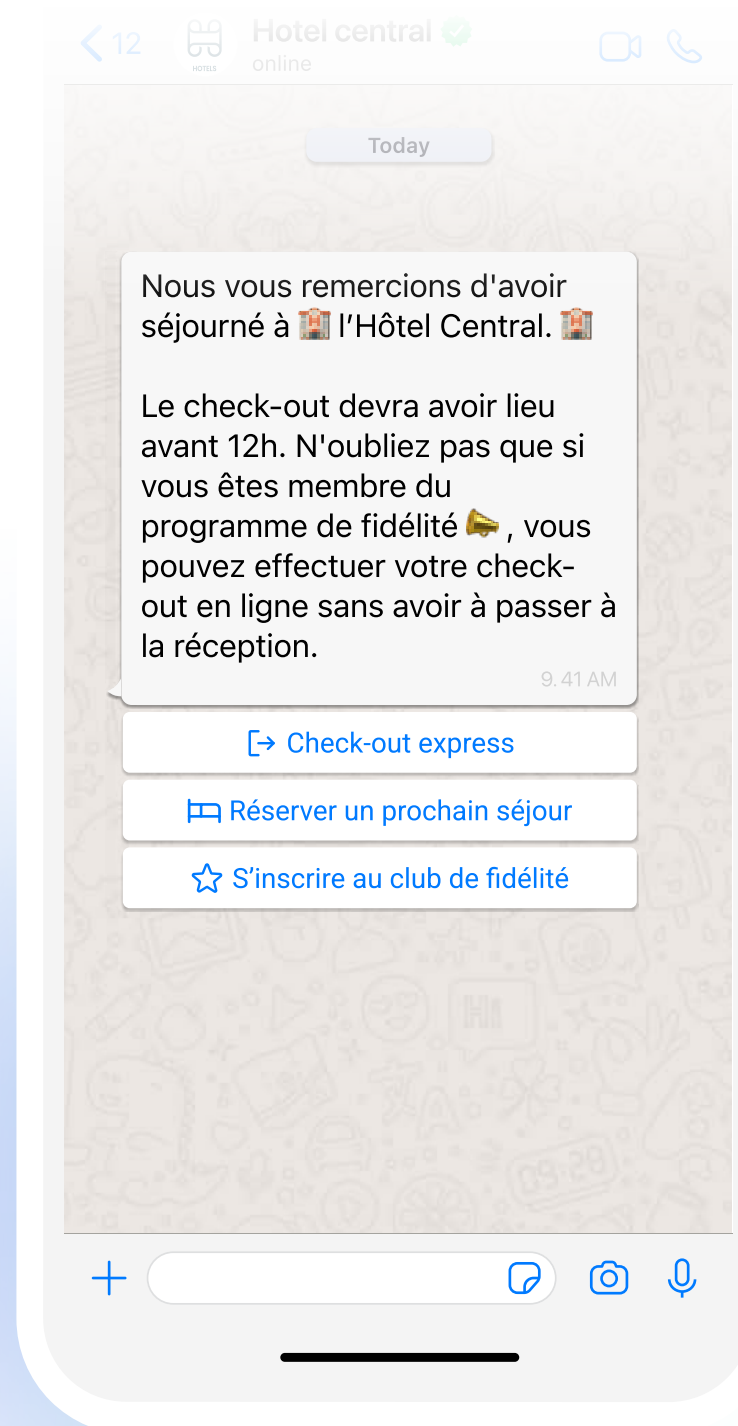 12
Hotel central
HOTELS
online
Today
Nous vous remercions d'avoir
séjourné à 🏨 l’Hôtel Central. 🏨
Le check-out devra avoir lieu
avant 12h. N'oubliez pas que si
vous êtes membre du
programme de fidélité 📣 , vous
pouvez effectuer votre check-
out en ligne sans avoir à passer à
la réception.
9.41 AM
Check-out express
Réserver un prochain séjour
S’inscrire au club de fidélité
Hi
09:28